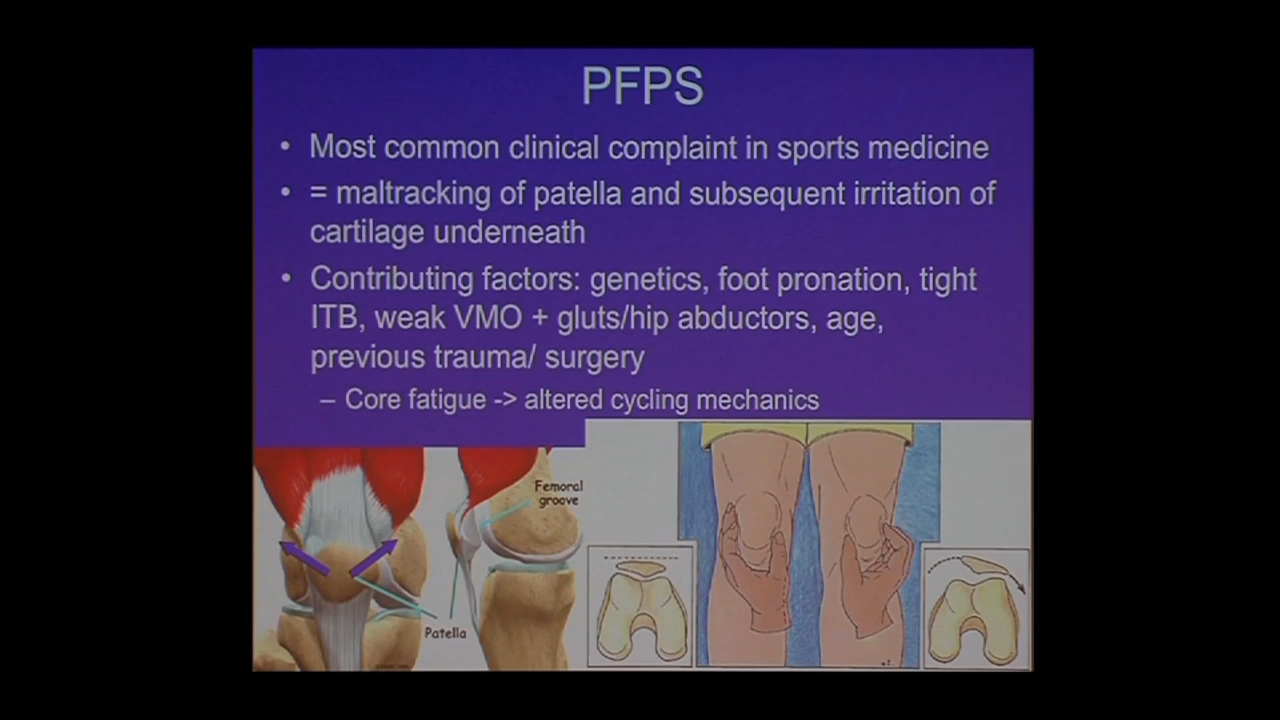 PFPS
• Most common clinical complaint in sports medicine
• = maltracking of patella and subsequent irritation of
cartilage underneath
• Contributing factors: genetics, foot pronation, tight
ITB, weak VMO + gluts/hip abductors, age,
previous trauma/ surgery
– Core fatigue -> altered cycling mechanics
Femoral
groove
Patella